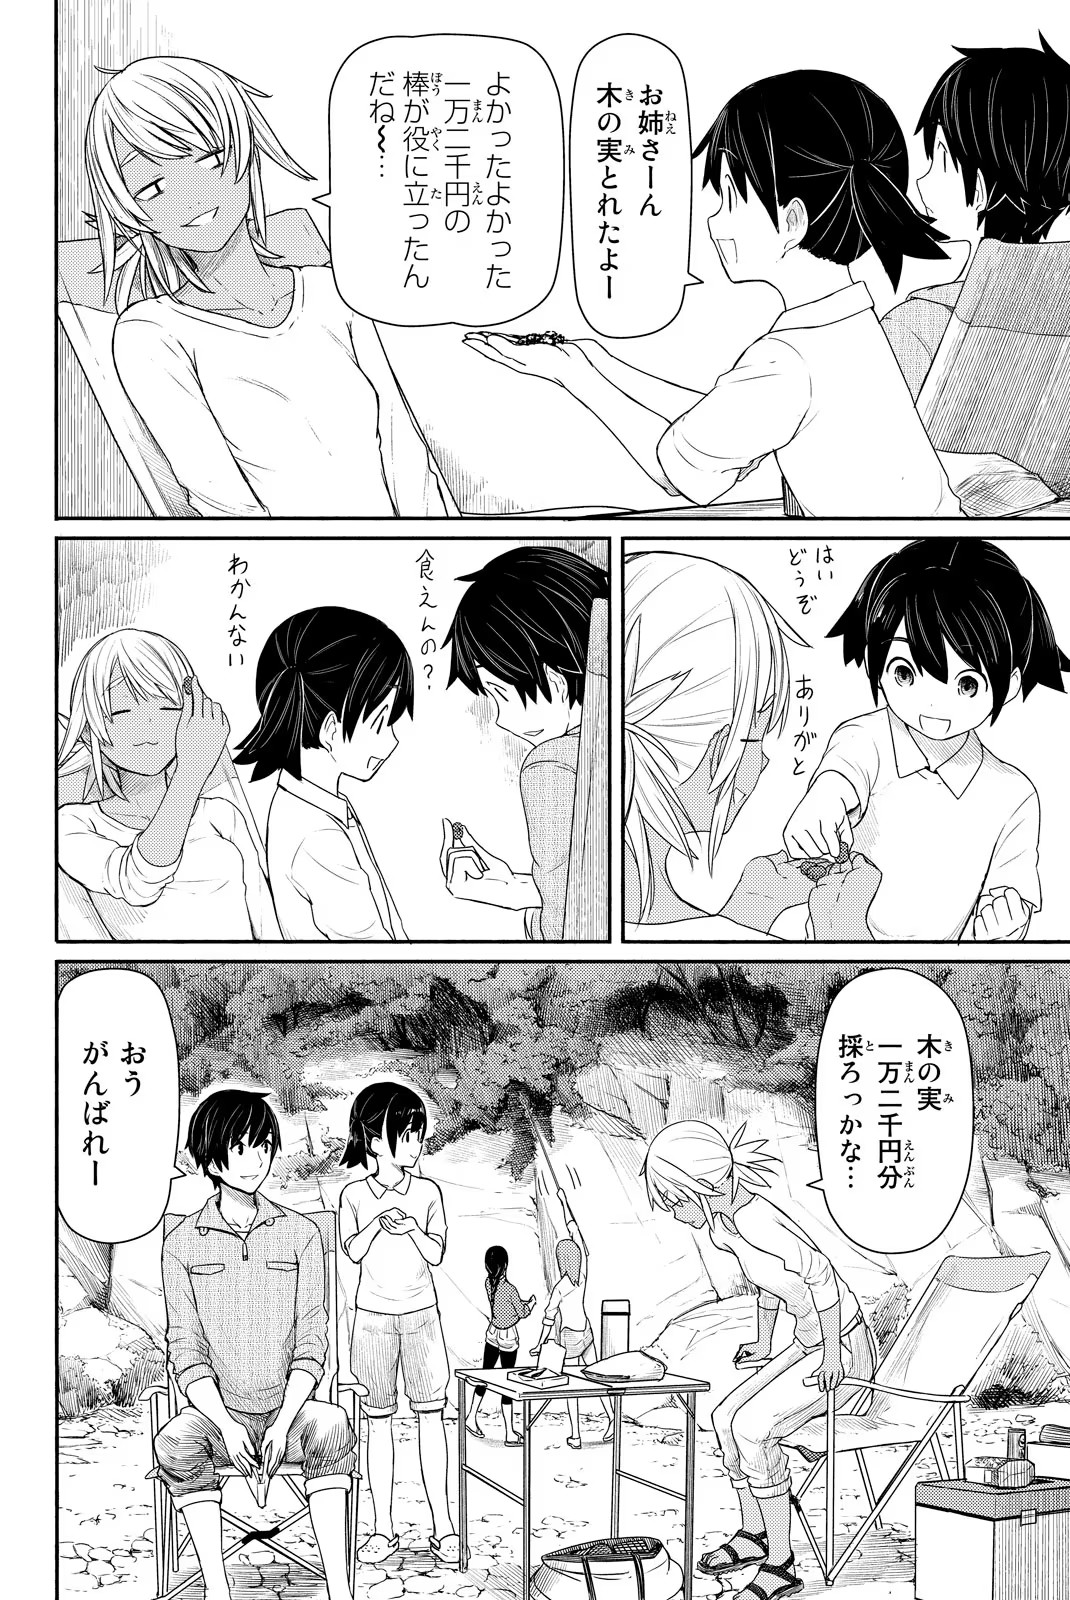 お姉さーん
木の実とれたよー
よかったよかった
一万二千円の
棒が役に立ったん
だね〜…
はい
どうぞ
ありがと
食えんの？
わかんない
木の実
一万二千円分
採ろっかな…
おう
がんばれー